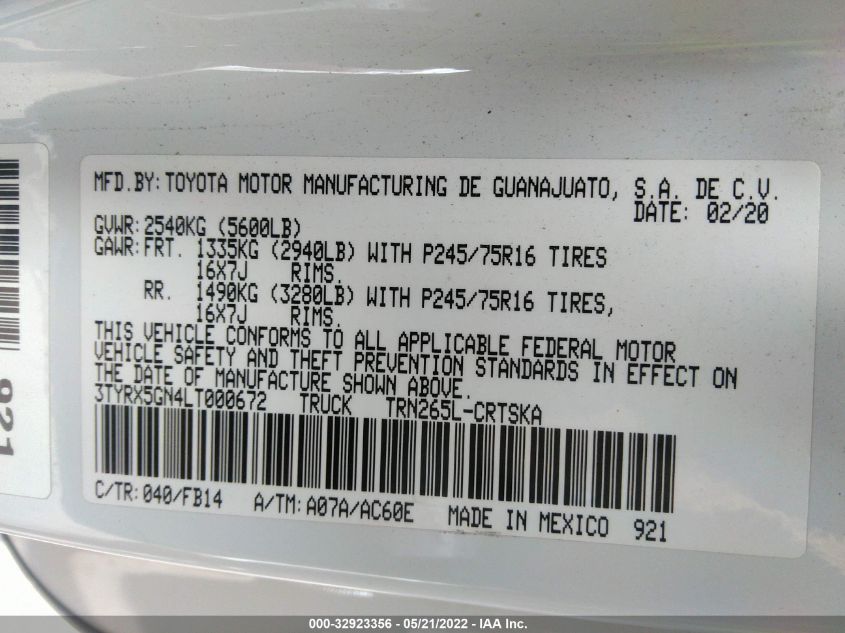 MFD.BY:TOYOTA MOTOR MANUFACTURING DE GUANAJUATO, S.A. DE C.V.
DATE: 02/20
GVWR:2540KG (5600LB)
GAWR:FRT. 1335KG (2940LB) WITH P245/75R16 TIRES
16X7J RIMS.
RR. 1490KG (3280LB) WITH P245/75R16 TIRES,
16X7J RIMS.
THIS VEHICLE CONFORMS TO ALL APPLICABLE FEDERAL MOTOR
VEHICLE SAFETY AND THEFT PREVENTION STANDARDS IN EFFECT ON
THE DATE OF MANUFACTURE SHOWN ABOVE.
3TYRX5GN4LT000672 TRUCK TRN265L-CRTSKA
C/TR:040/FB14 A/TM:A07A/AC60E MADE IN MEXICO 921
921
000-32923356 - 05/21/2022 - IAA Inc.